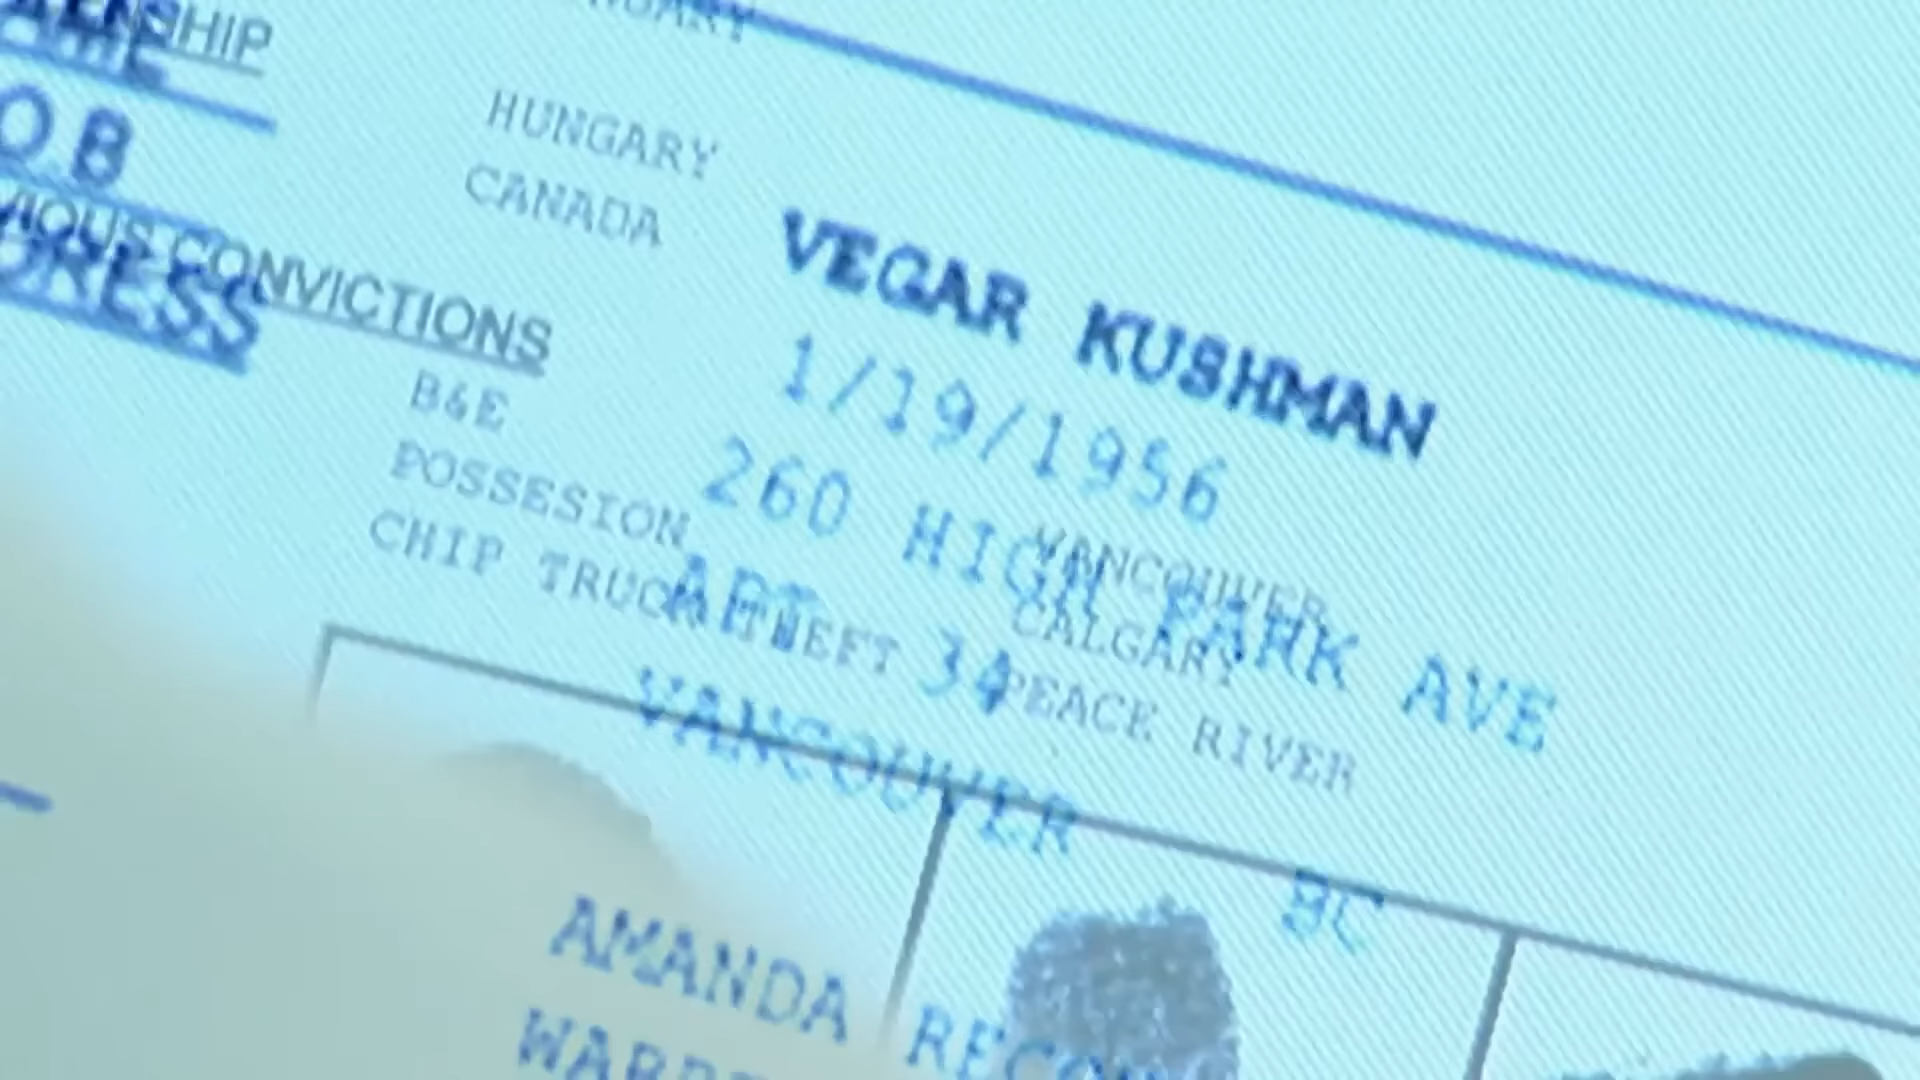 HUNGARY
CANADA
VEGAR KUSHMAN
CONVICTIONS
1/19/1956
B&E
260 HIGH PARK AVE
POSSESION
VANCOUVER
CHIP TRUCK THEFT
CALGARY
APT 34
PEACE RIVER
VANCOUVER
BC
AMANDA